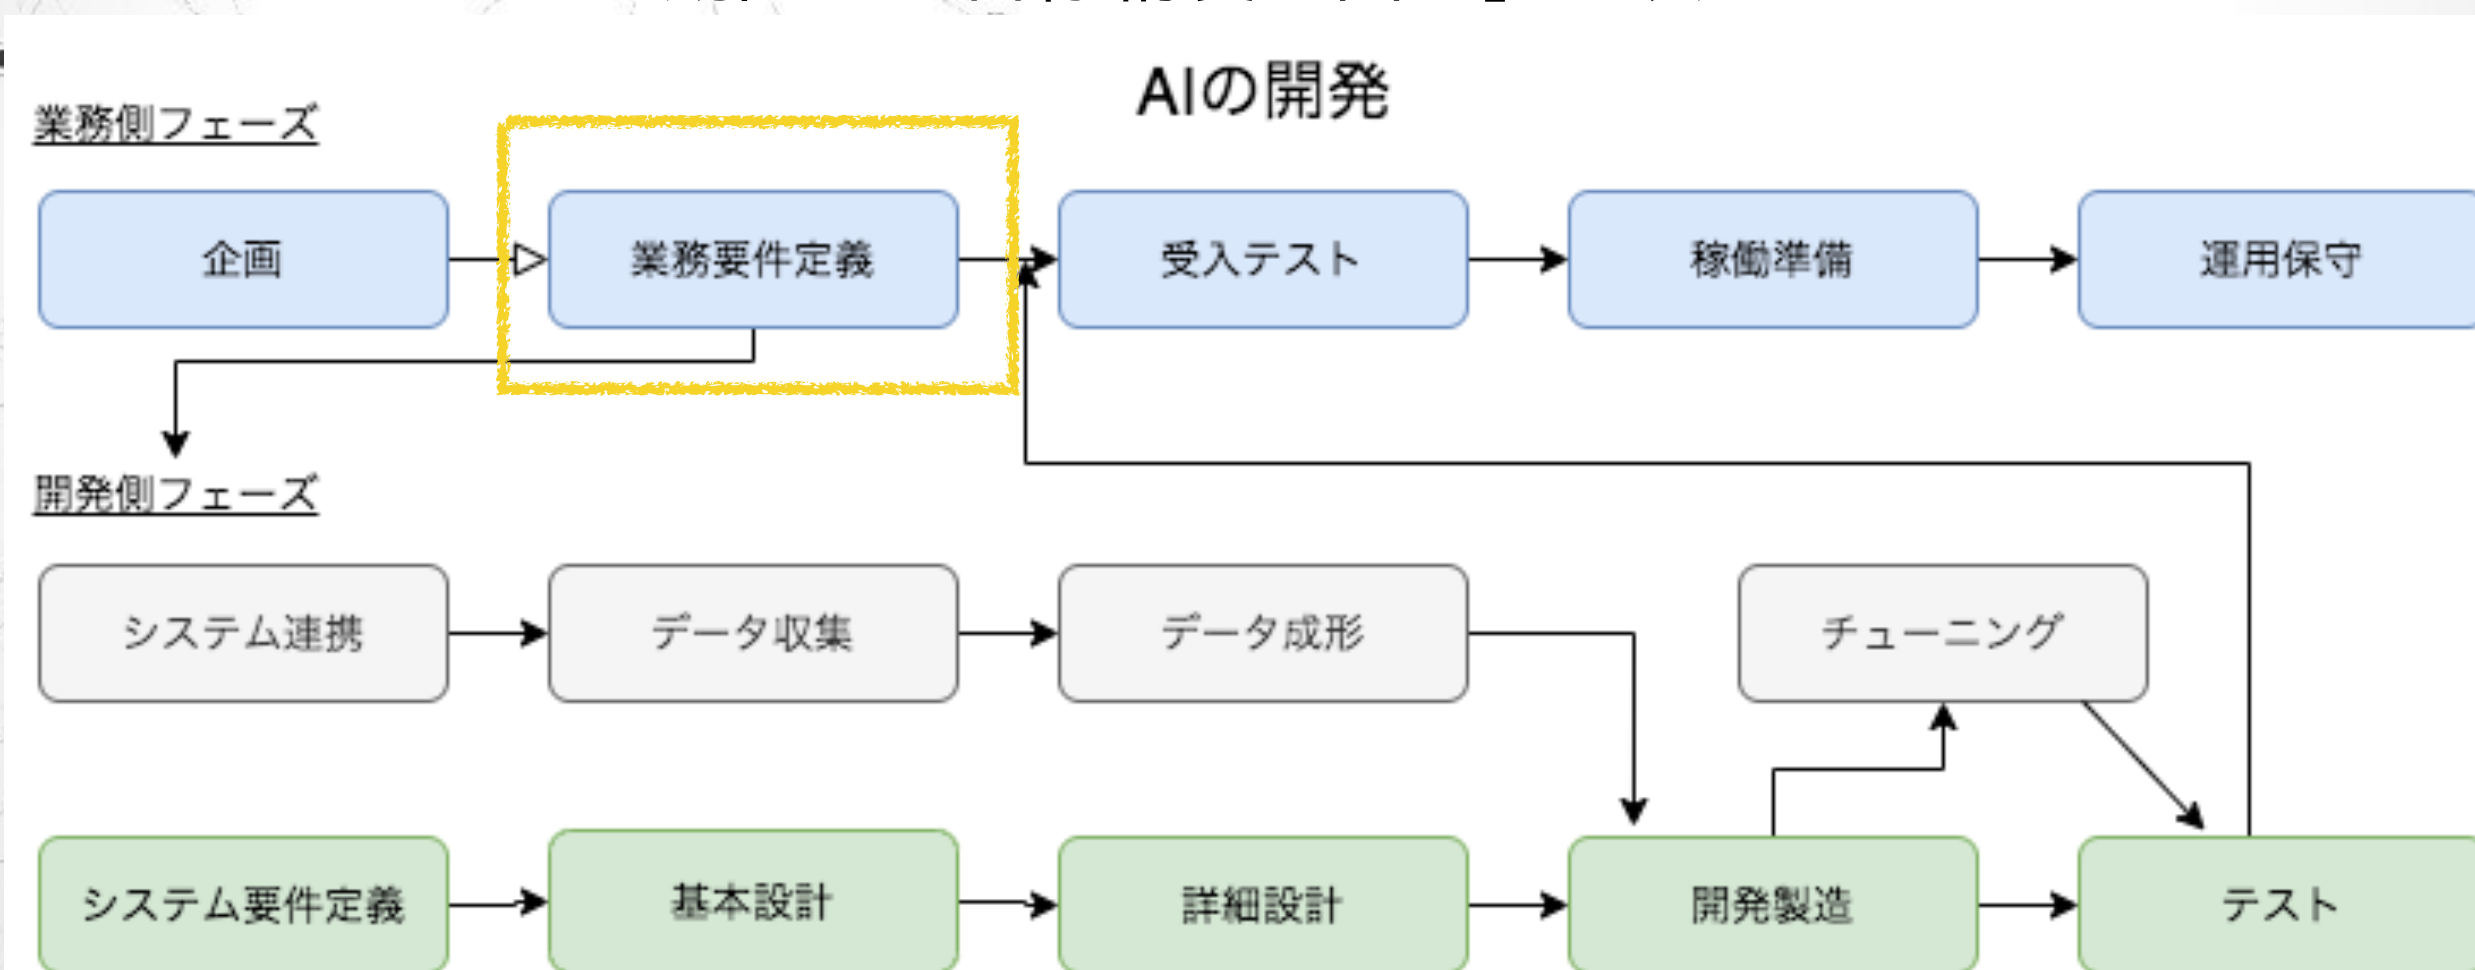 AIの開発
業務側フェーズ
企画
業務要件定義
受入テスト
稼働準備
運用保守
開発側フェーズ
システム連携
データ収集
データ成形
チューニング
システム要件定義
基本設計
詳細設計
開発製造
テスト